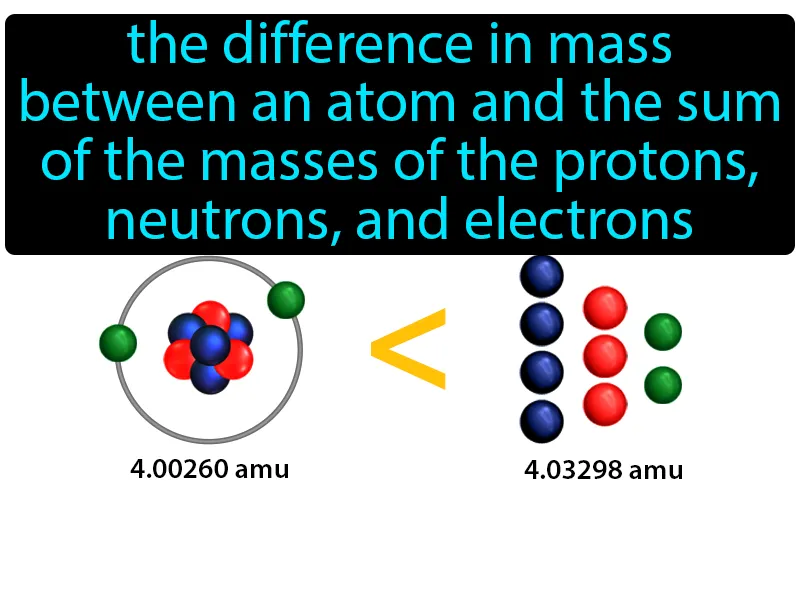 the difference in mass
between an atom and the sum
of the masses of the protons,
neutrons, and electrons
<
4.00260 amu
4.03298 amu